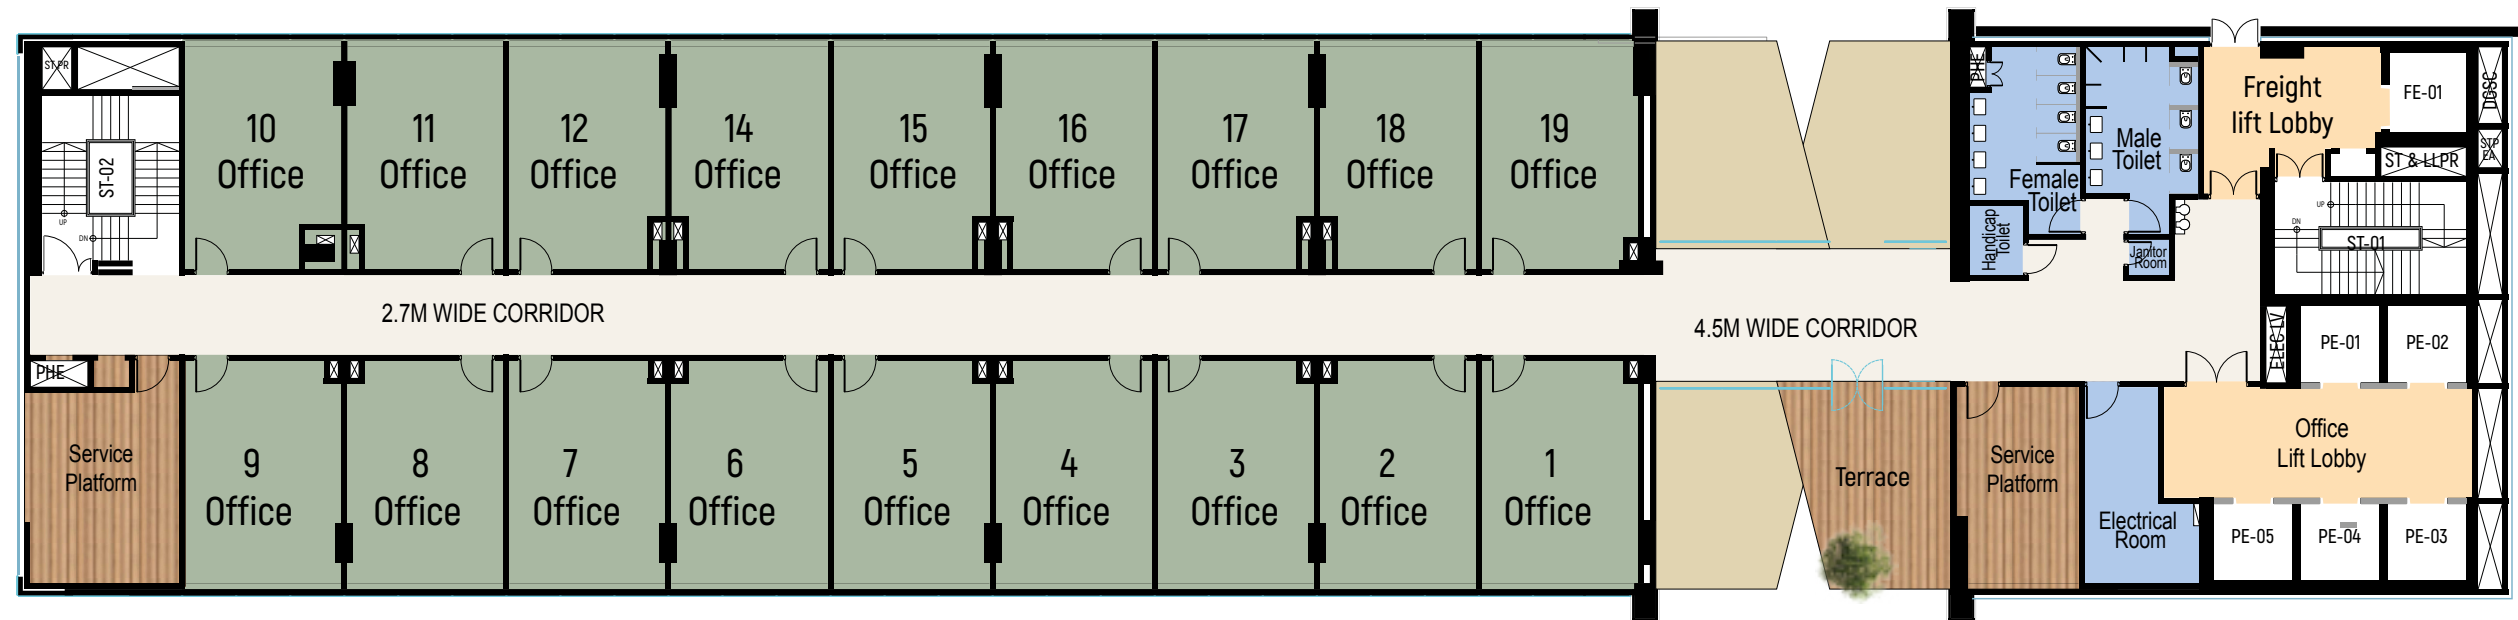 ST PR
10
Office
11
Office
12
Office
14
Office
15
Office
16
Office
17
Office
18
Office
19
Office
ST-02
UP
DN
PHE
Female
Toilet
Male
Toilet
Handicap
Toilet
Janitor
Room
Freight
lift Lobby
FE-01
DGSC
STP
EA
ST & LLPR
UP
DN
ST-01
2.7M WIDE CORRIDOR
4.5M WIDE CORRIDOR
ELEC LV
PE-01
PE-02
PHE
Service
Platform
9
Office
8
Office
7
Office
6
Office
5
Office
4
Office
3
Office
2
Office
1
Office
Terrace
Service
Platform
Electrical
Room
Office
Lift Lobby
PE-05
PE-04
PE-03